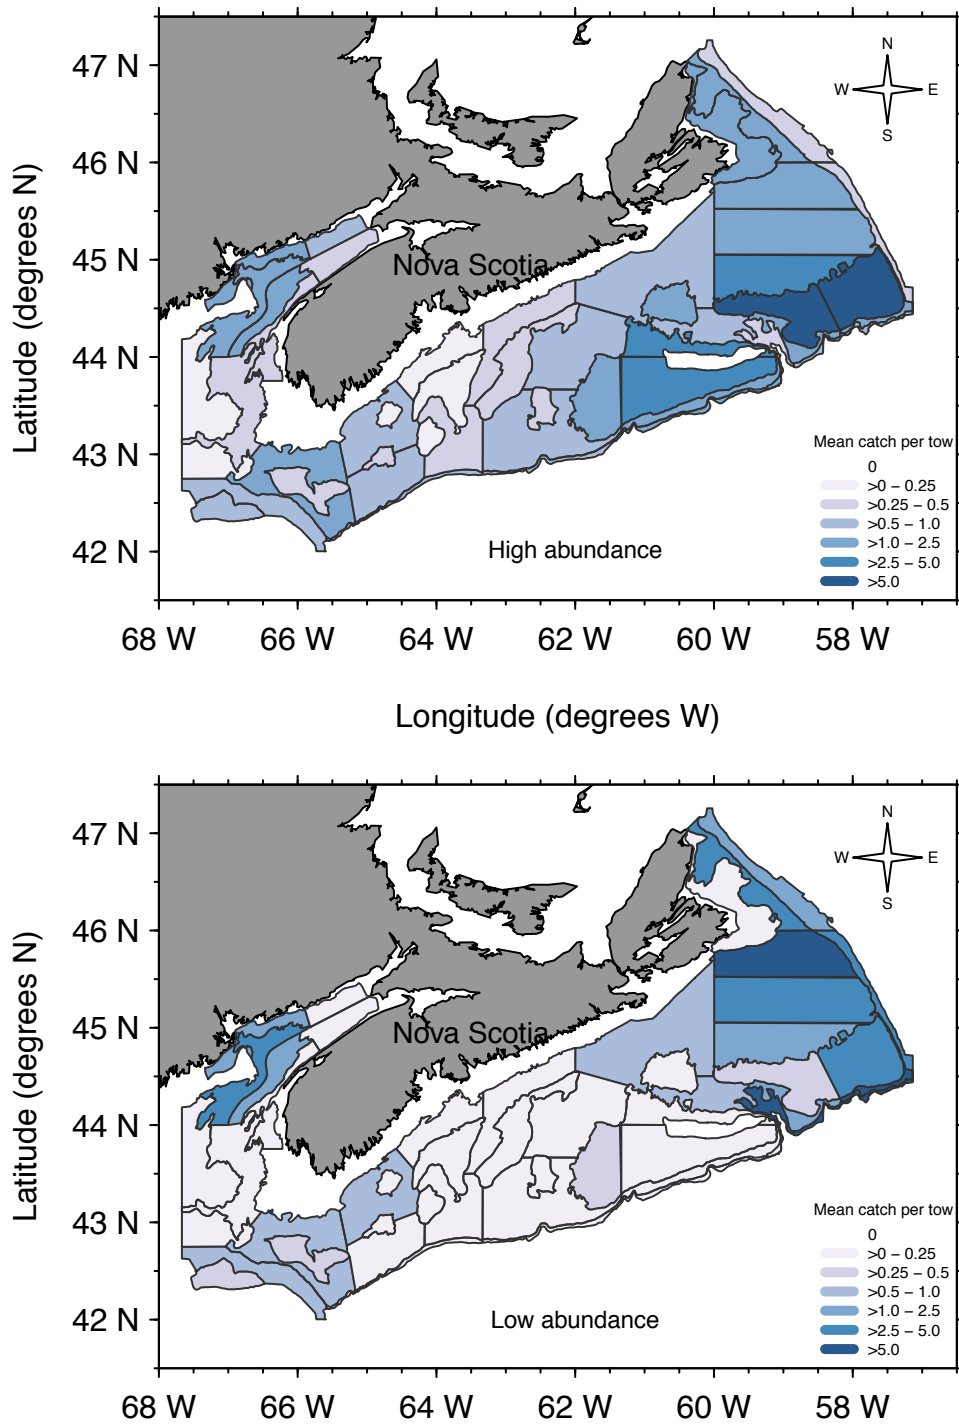 47 N
46 N
45 N
44 N
43 N
42 N
Latitude (degrees N)
N
W E
S
Nova Scotia
Mean catch per tow
0
>0 – 0.25
>0.25 – 0.5
>0.5 – 1.0
>1.0 – 2.5
>2.5 – 5.0
>5.0
High abundance
68 W 66 W 64 W 62 W 60 W 58 W
Longitude (degrees W)
47 N
46 N
45 N
44 N
43 N
42 N
Latitude (degrees N)
N
W E
S
Nova Scotia
Mean catch per tow
0
>0 – 0.25
>0.25 – 0.5
>0.5 – 1.0
>1.0 – 2.5
>2.5 – 5.0
>5.0
Low abundance
68 W 66 W 64 W 62 W 60 W 58 W